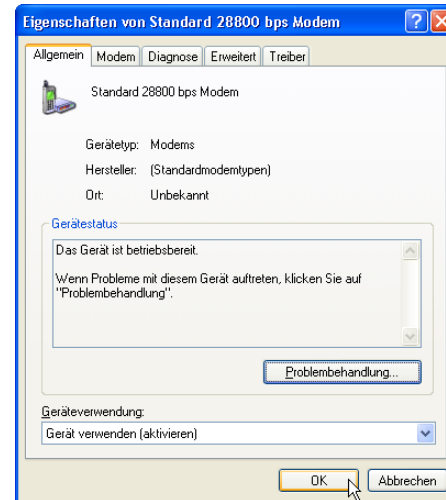 Eigenschaften von Standard 28800 bps Modem
Allgemein Modem Diagnose Erweitert Treiber
Standard 28800 bps Modem
Gerätetyp: Modems
Hersteller: (Standardmodemtypen)
Ort: Unbekannt
Gerätestatus
Das Gerät ist betriebsbereit.
Wenn Probleme mit diesem Gerät auftreten, klicken Sie auf
"Problembehandlung".
Problembehandlung...
Geräteverwendung:
Gerät verwenden (aktivieren)
OK Abbrechen